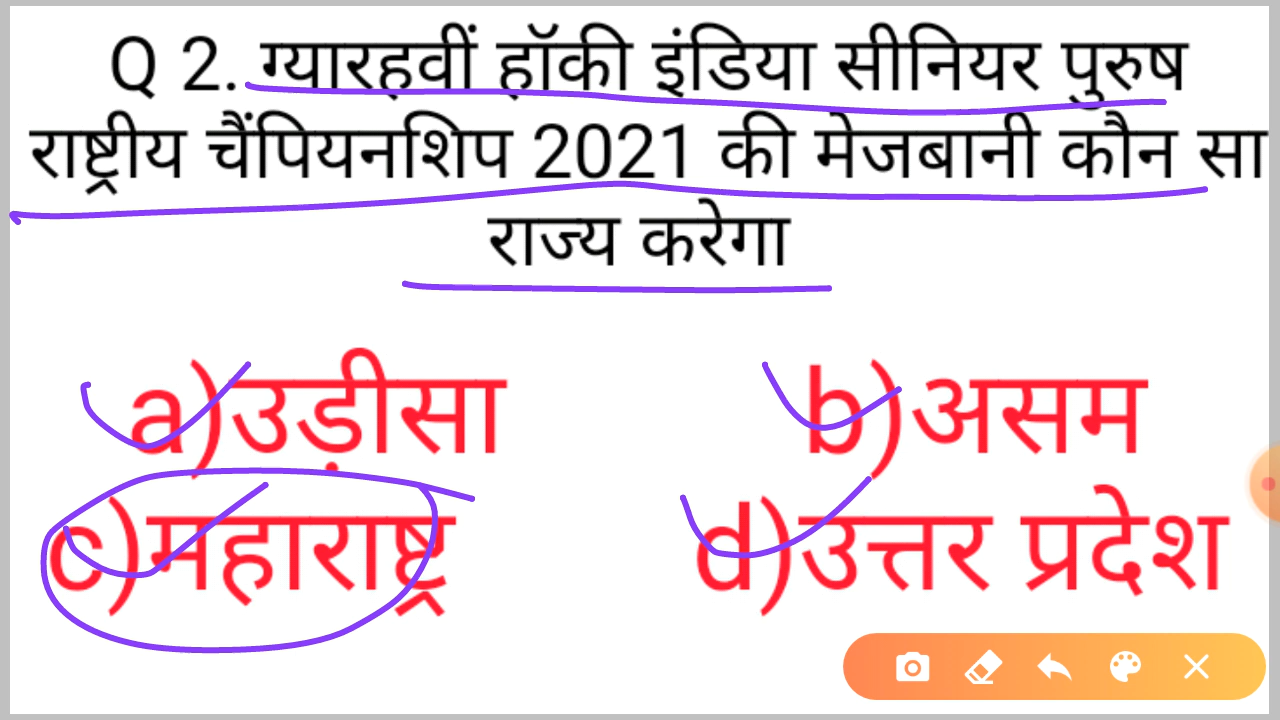 Q 2. ग्यारहवीं हॉकी इंडिया सीनियर पुरुष
राष्ट्रीय चैंपियनशिप 2021 की मेजबानी कौन सा
राज्य करेगा
a)उड़ीसा b)असम
c)महाराष्ट्र d)उत्तर प्रदेश